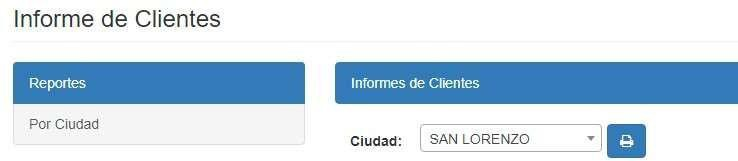 Informe de Clientes
Reportes
Por Ciudad
Informes de Clientes
Ciudad: SAN LORENZO